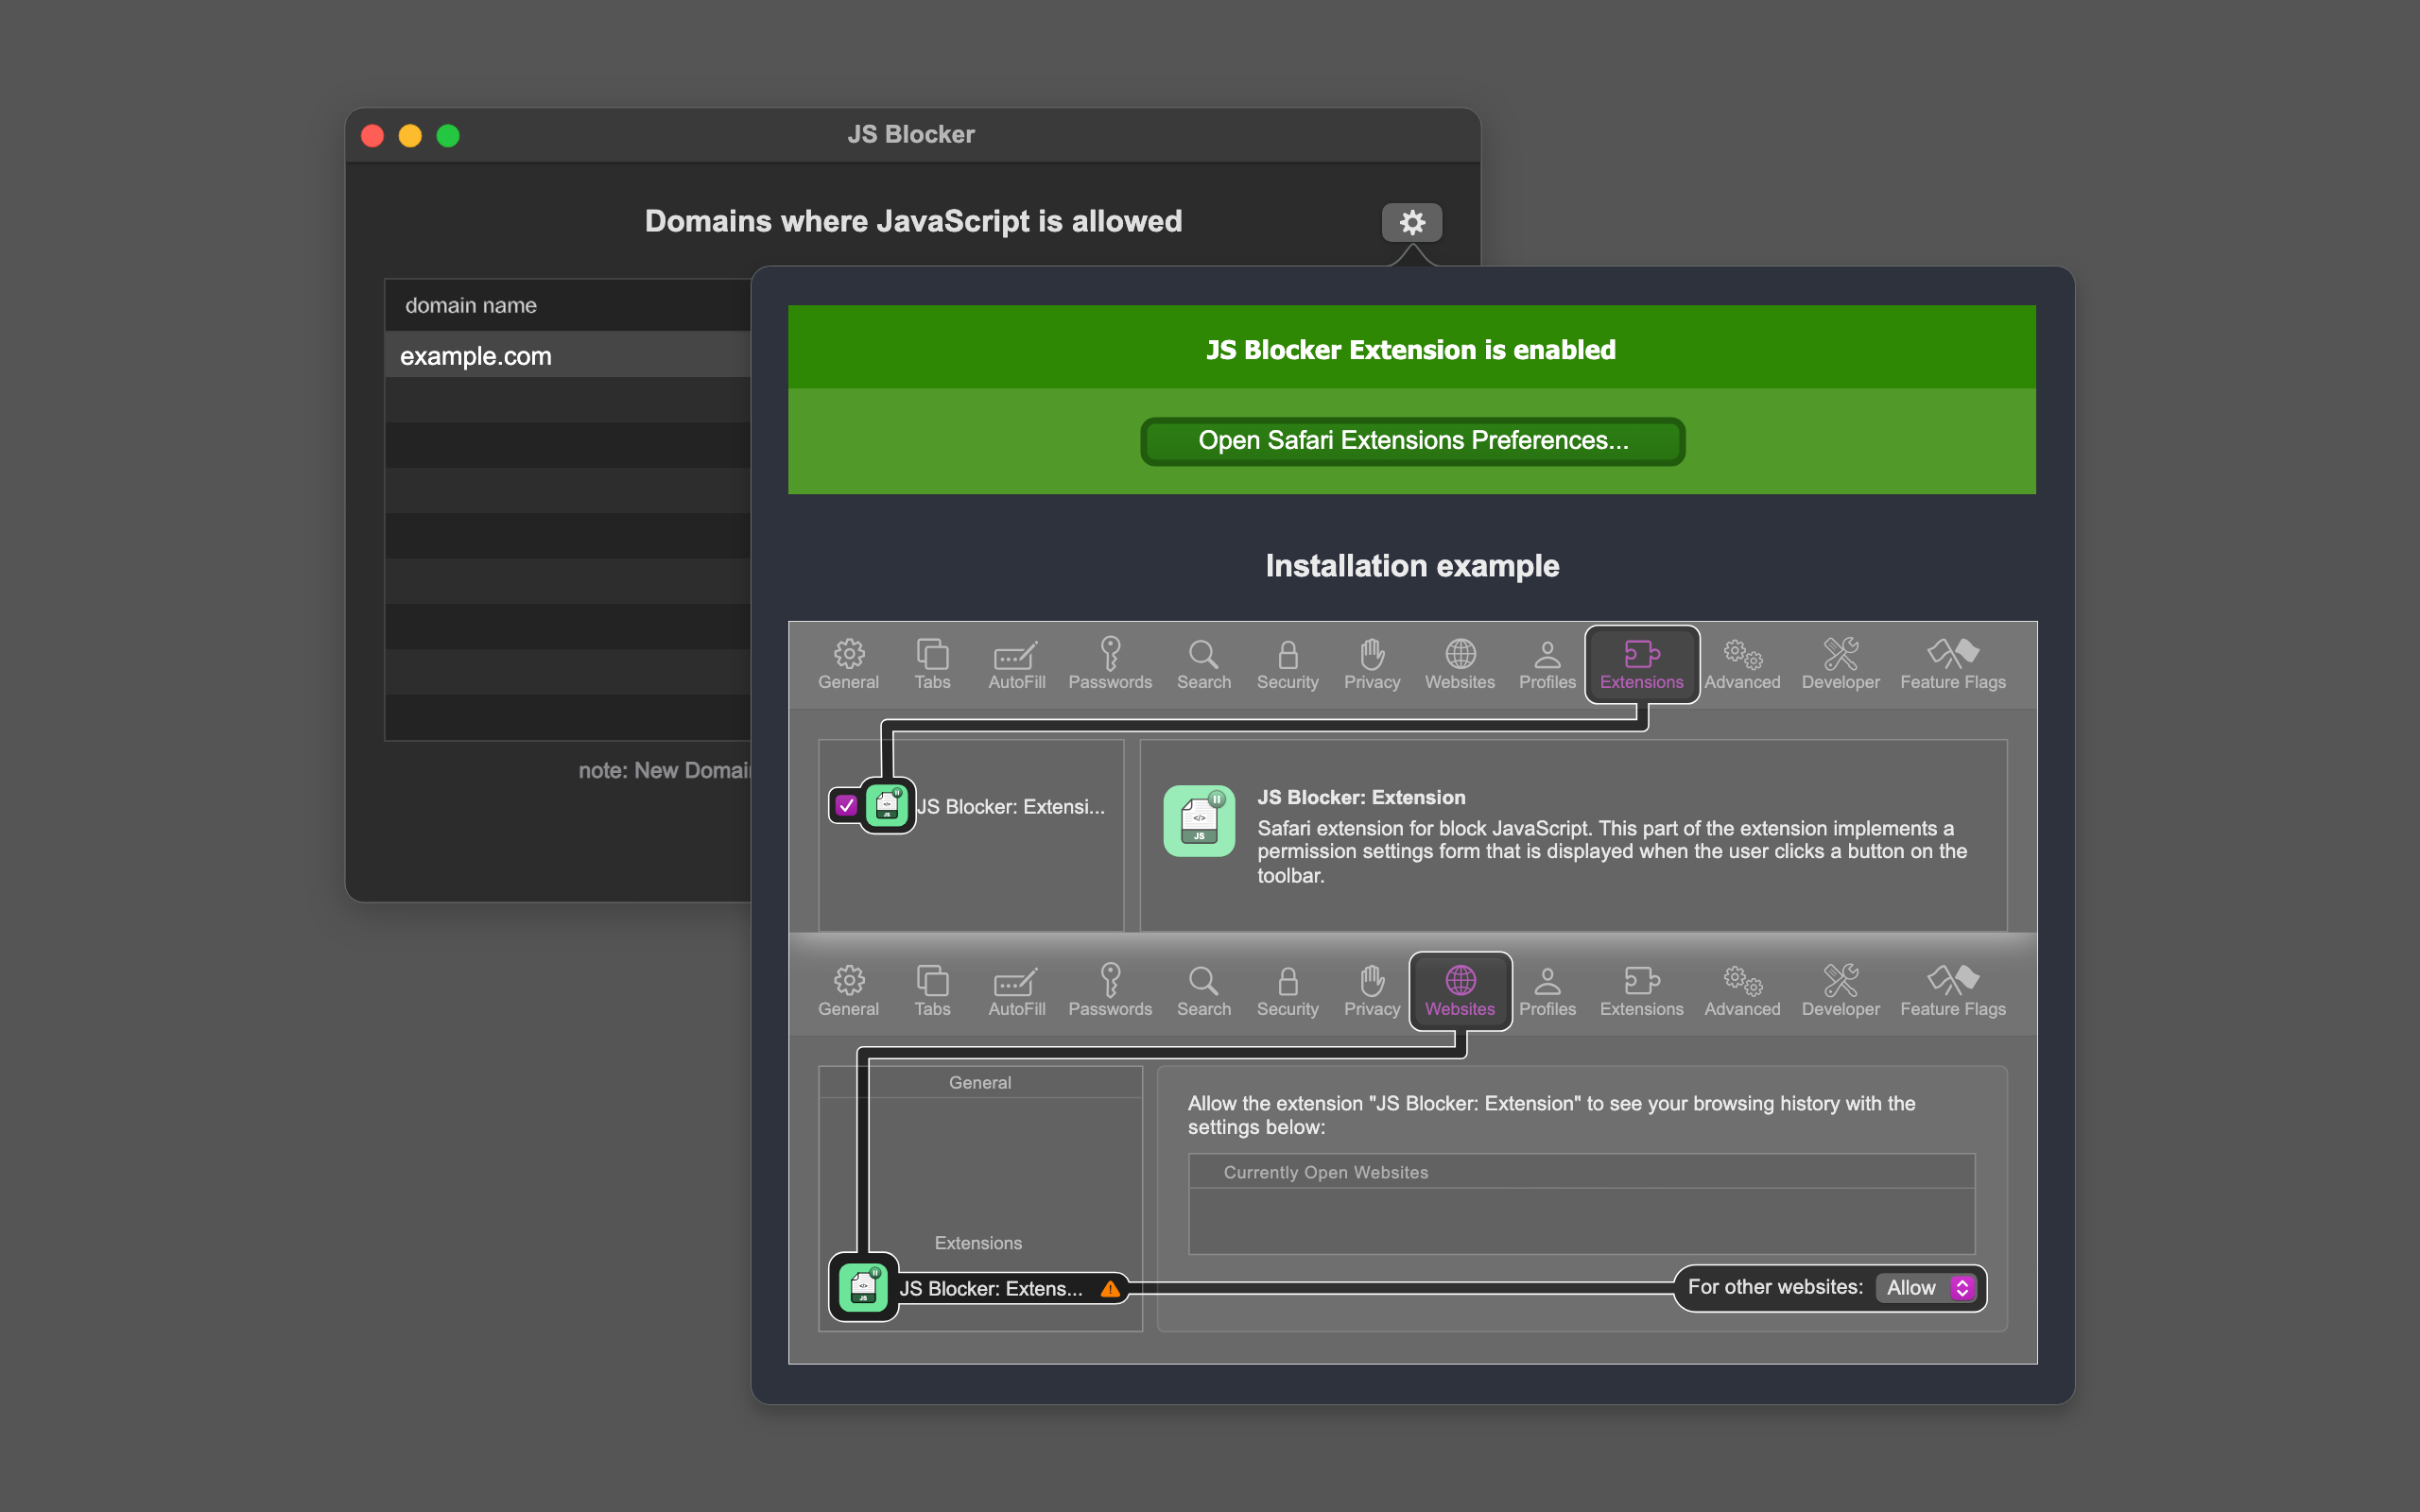 JS Blocker
Domains where JavaScript is allowed
domain name
example.com
note: New Domai
JS Blocker Extension is enabled
Open Safari Extensions Preferences...
Installation example
General Tabs AutoFill Passwords Search Security Privacy Websites Profiles Extensions Advanced Developer Feature Flags
JS Blocker: Extensi...
JS Blocker: Extension
Safari extension for block JavaScript. This part of the extension implements a
permission settings form that is displayed when the user clicks a button on the
toolbar.
General Tabs AutoFill Passwords Search Security Privacy Websites Profiles Extensions Advanced Developer Feature Flags
General
Extensions
JS Blocker: Extens...
Allow the extension "JS Blocker: Extension" to see your browsing history with the
settings below:
Currently Open Websites
For other websites: Allow